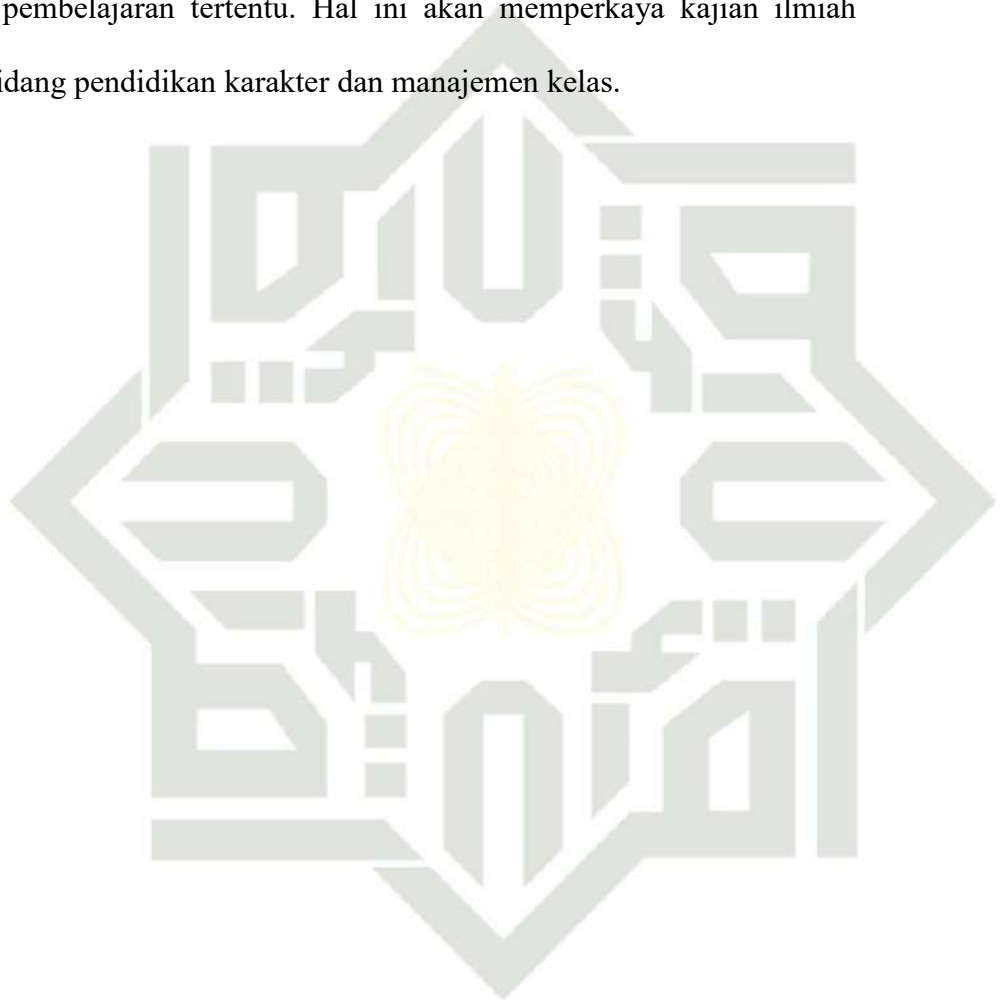 pembelajaran tertentu. Hal ini akan memperkaya kajian ilmiah
idang pendidikan karakter dan manajemen kelas.